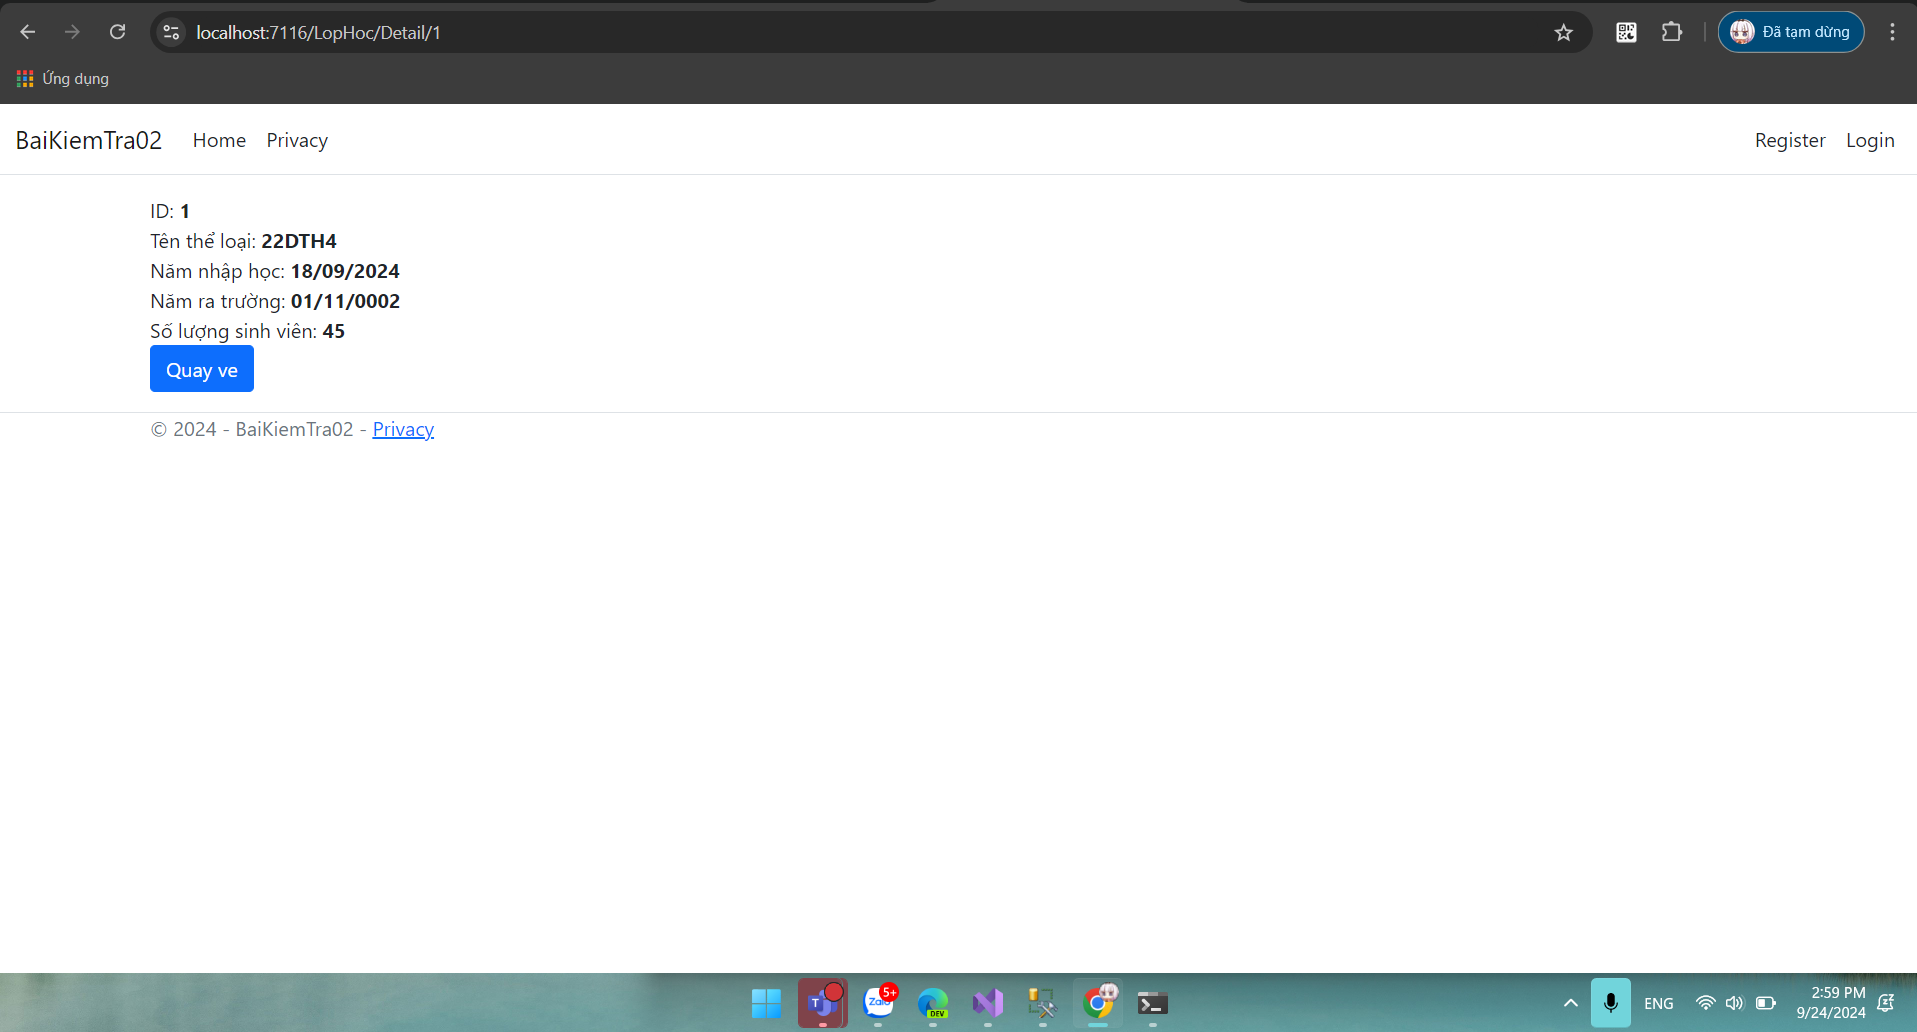 localhost:7116/LopHoc/Detail/1
Đã tạm dừng
Ứng dụng
BaiKiemTra02 Home Privacy Register Login
ID: 1
Tên thể loại: 22DTH4
Năm nhập học: 18/09/2024
Năm ra trường: 01/11/0002
Số lượng sinh viên: 45
Quay ve
© 2024 - BaiKiemTra02 - Privacy
T
Zalo
5+
DEV
ENG
2:59 PM
9/24/2024